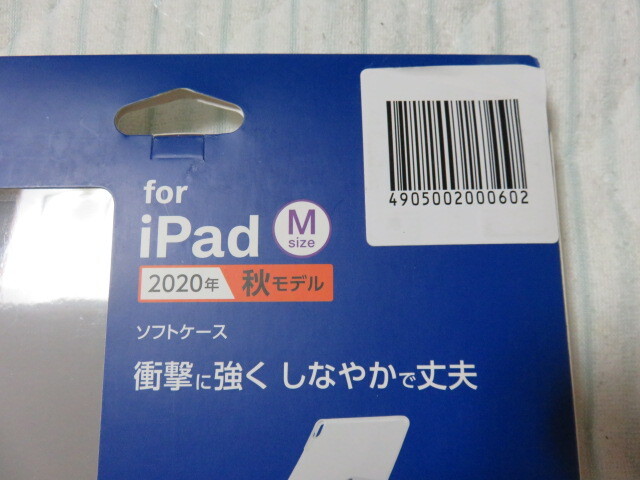 4905002000602
for
iPad
M
size
2020年 秋モデル
ソフトケース
衝撃に強く しなやかで丈夫